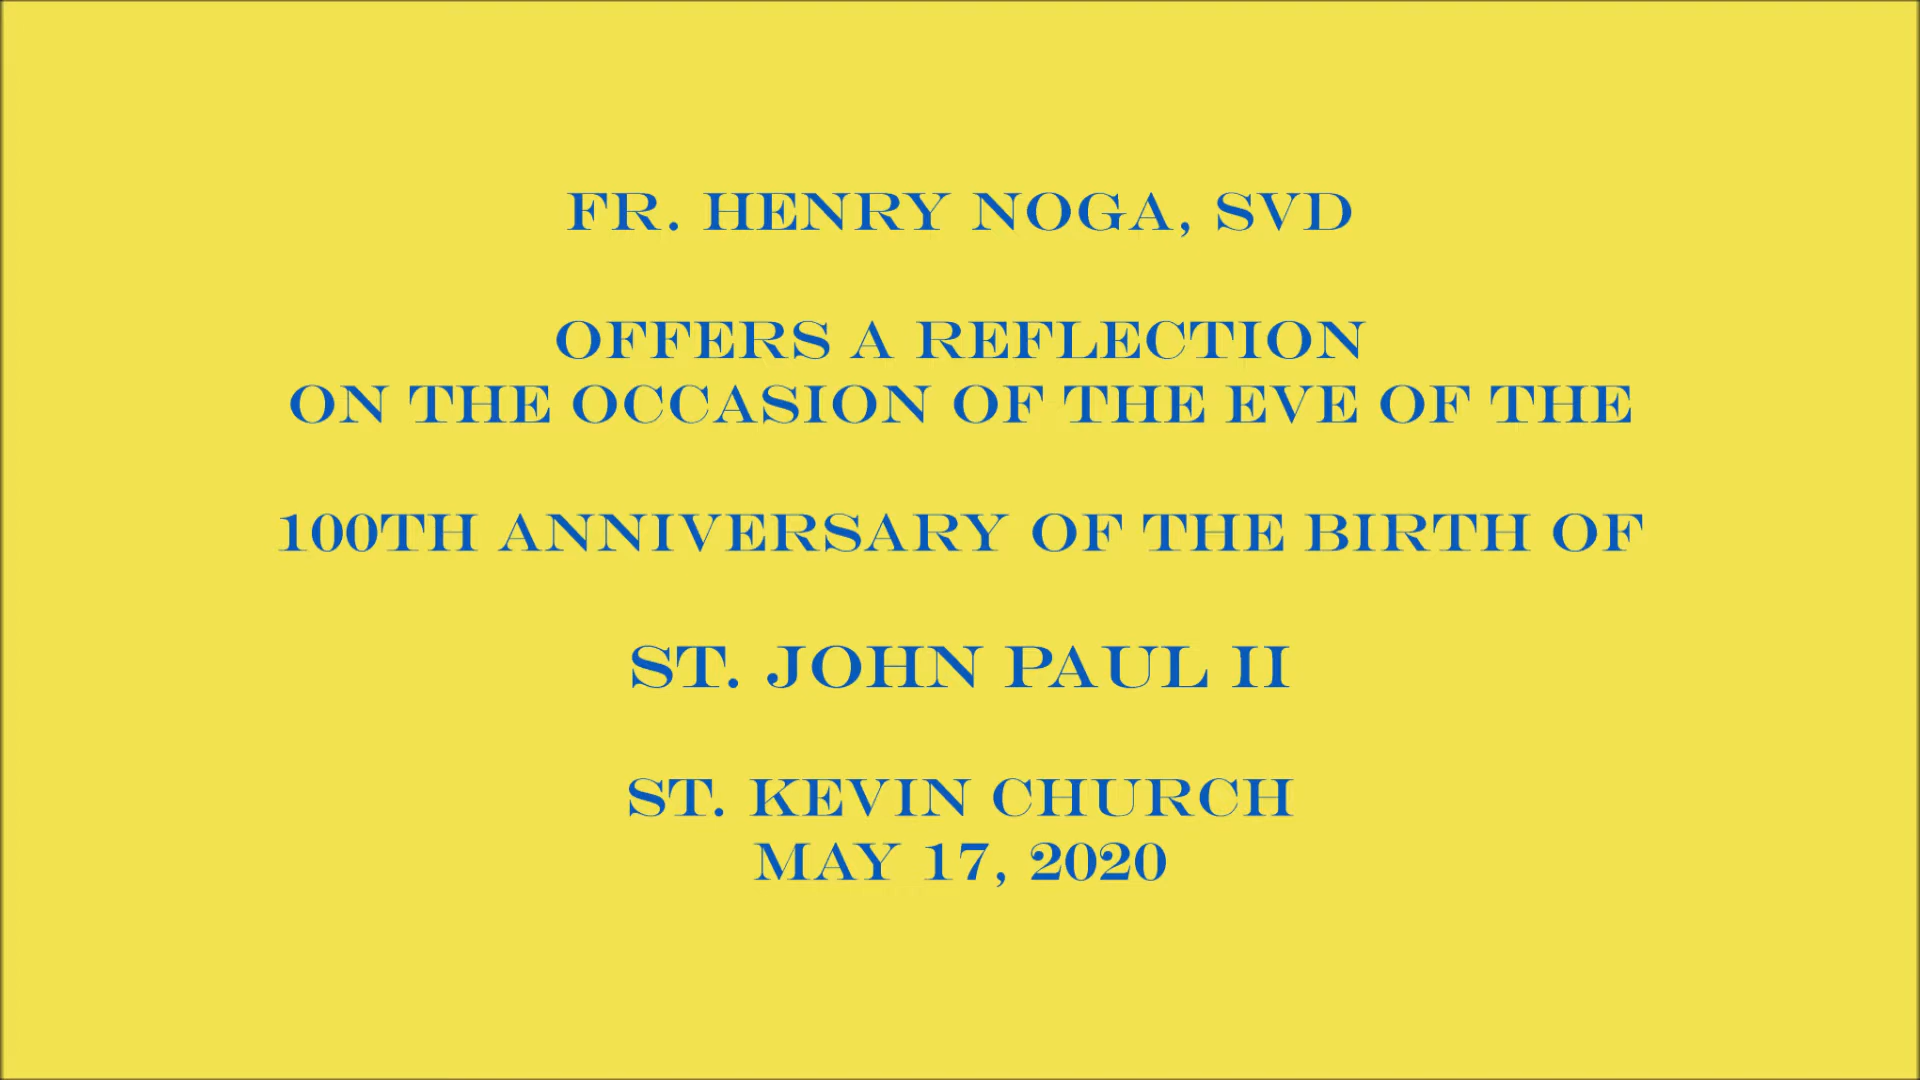 FR. HENRY NOGA, SVD
OFFERS A REFLECTION
ON THE OCCASION OF THE EVE OF THE
100TH ANNIVERSARY OF THE BIRTH OF
ST. JOHN PAUL II
ST. KEVIN CHURCH
MAY 17, 2020